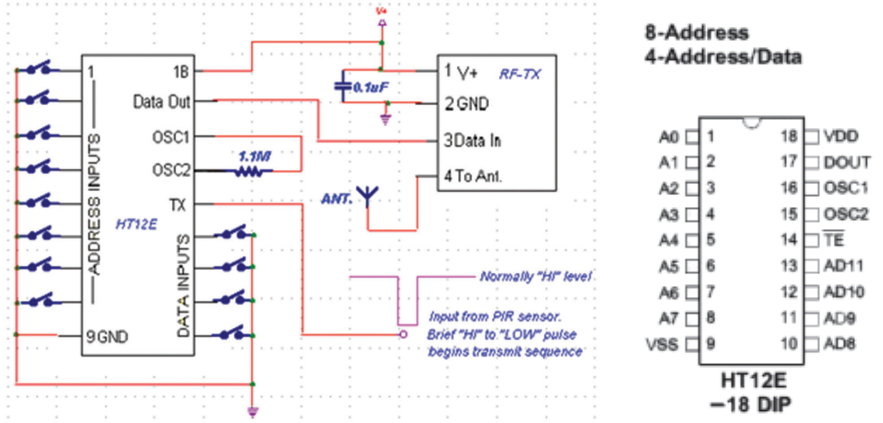 V+
1
1B
Data Out
OSC1
OSC2
TX
1.1M
ADDRESS INPUTS
HT12E
DATA INPUTS
9 GND
0.1uF
1 V+
RF-TX
2 GND
3 Data In
4 To Ant.
ANT.
Normally "HI" level
Input from PIR sensor.
Brief "HI" to "LOW" pulse
begins transmit sequence
8-Address
4-Address/Data
A0 1 18 VDD
A1 2 17 DOUT
A2 3 16 OSC1
A3 4 15 OSC2
A4 5 14 TE
A5 6 13 AD11
A6 7 12 AD10
A7 8 11 AD9
VSS 9 10 AD8
HT12E
–18 DIP